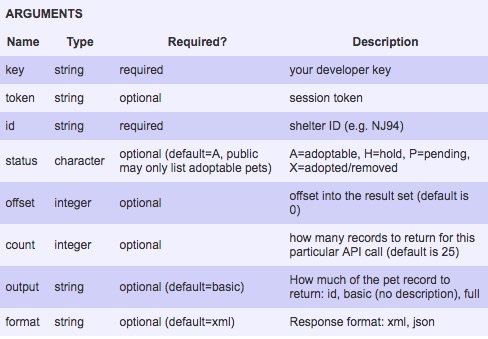 ARGUMENTS
Name Type Required? Description
key string required your developer key
token string optional session token
id string required shelter ID (e.g. NJ94)
status character optional (default=A, public may only list adoptable pets) A=adoptable, H=hold, P=pending, X=adopted/removed
offset integer optional offset into the result set (default is 0)
count integer optional how many records to return for this particular API call (default is 25)
output string optional (default=basic) How much of the pet record to return: id, basic (no description), full
format string optional (default=xml) Response format: xml, json